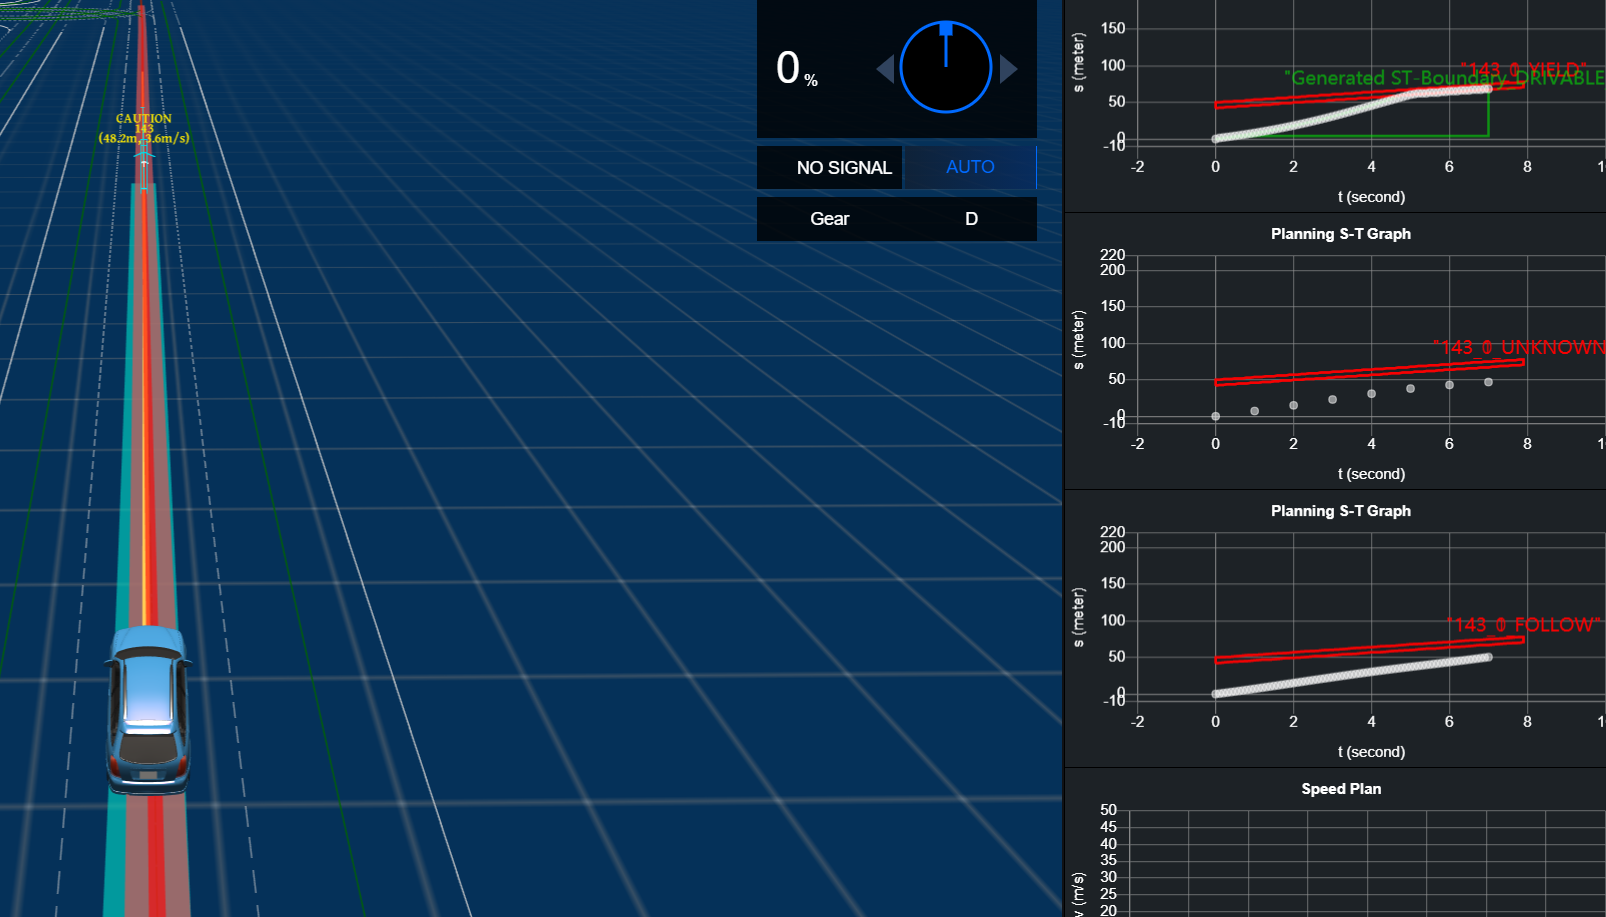 CAUTION
143
(48.2m, 3.6m/s)
0 %
NO SIGNAL AUTO
Gear D
150
100
50
0
-10
s (meter)
"143_0_YIELD"
"Generated ST-Boundary_DRIVABLE
-2 0 2 4 6 8 1
t (second)
Planning S-T Graph
220
200
150
100
50
0
-10
s (meter)
"143_0_UNKNOWN
-2 0 2 4 6 8 1
t (second)
Planning S-T Graph
220
200
150
100
50
0
-10
s (meter)
"143_0_FOLLOW"
-2 0 2 4 6 8 1
t (second)
Speed Plan
50
45
40
35
30
25
20
v (m/s)